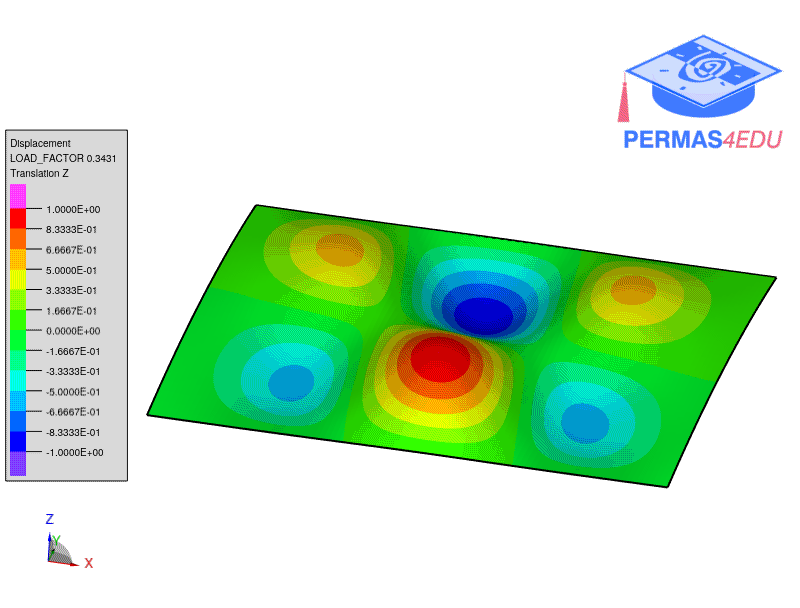 PERMAS4EDU
Displacement
LOAD_FACTOR 0.3431
Translation Z
1.0000E+00
8.3333E-01
6.6667E-01
5.0000E-01
3.3333E-01
1.6667E-01
0.0000E+00
-1.6667E-01
-3.3333E-01
-5.0000E-01
-6.6667E-01
-8.3333E-01
-1.0000E+00
Z
Y
X